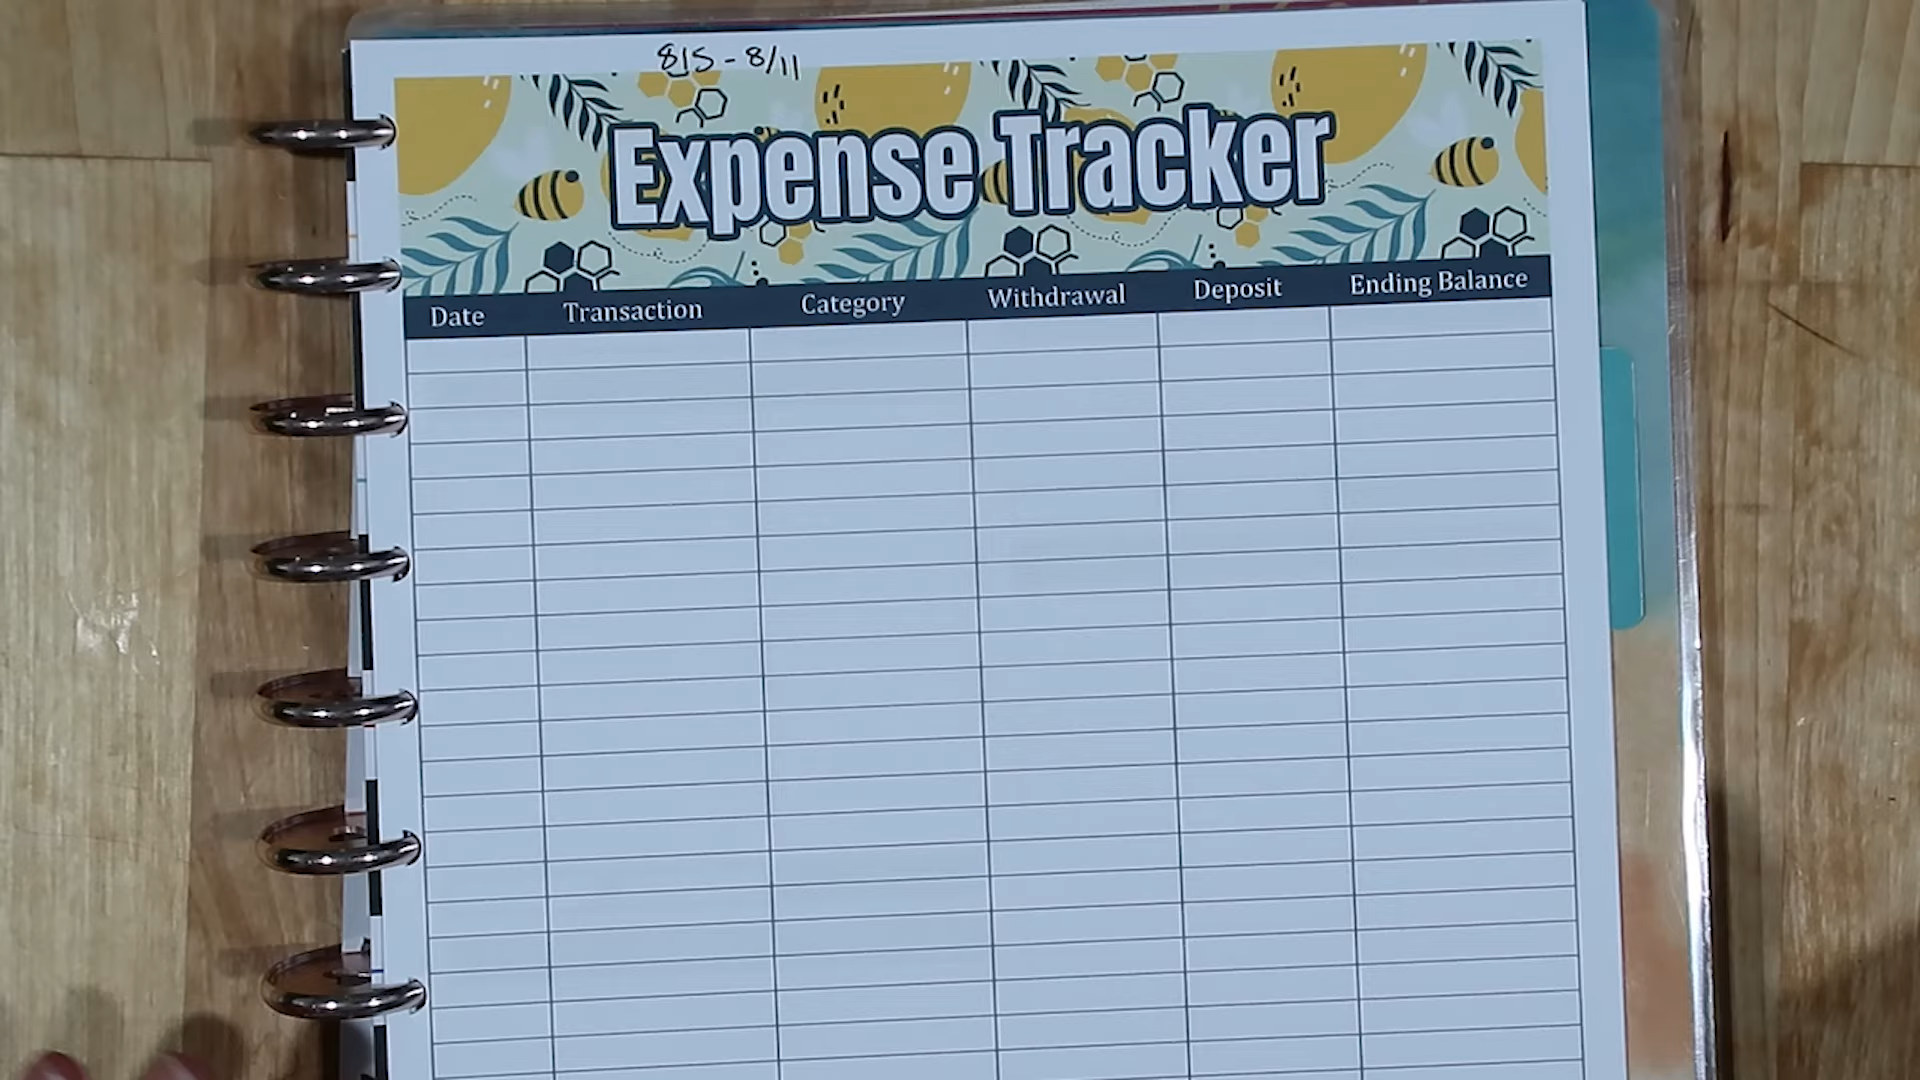 8/5 - 8/11
Expense Tracker
Date Transaction Category Withdrawal Deposit Ending Balance